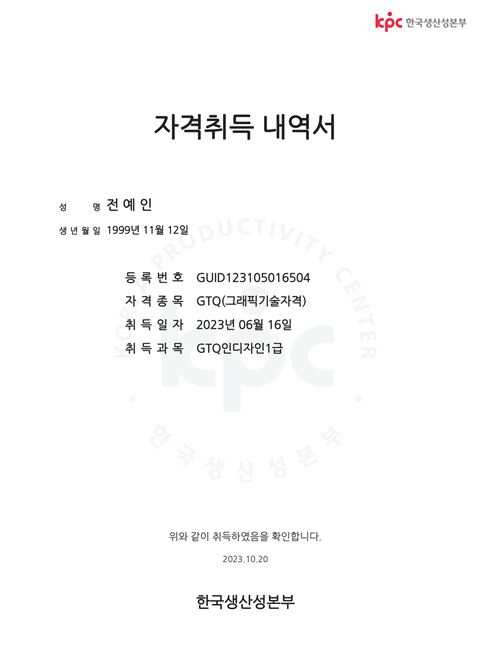 kpc 한국생산성본부
자격취득 내역서
성 명 전 예 인
생 년 월 일 1999년 11월 12일
등 록 번 호 GUID123105016504
자 격 종 목 GTQ(그래픽기술자격)
취 득 일 자 2023년 06월 16일
취 득 과 목 GTQ인디자인1급
KOREA PRODUCTIVITY CENTER
kpc
한국생산성본부
위와 같이 취득하였음을 확인합니다.
2023.10.20
한국생산성본부